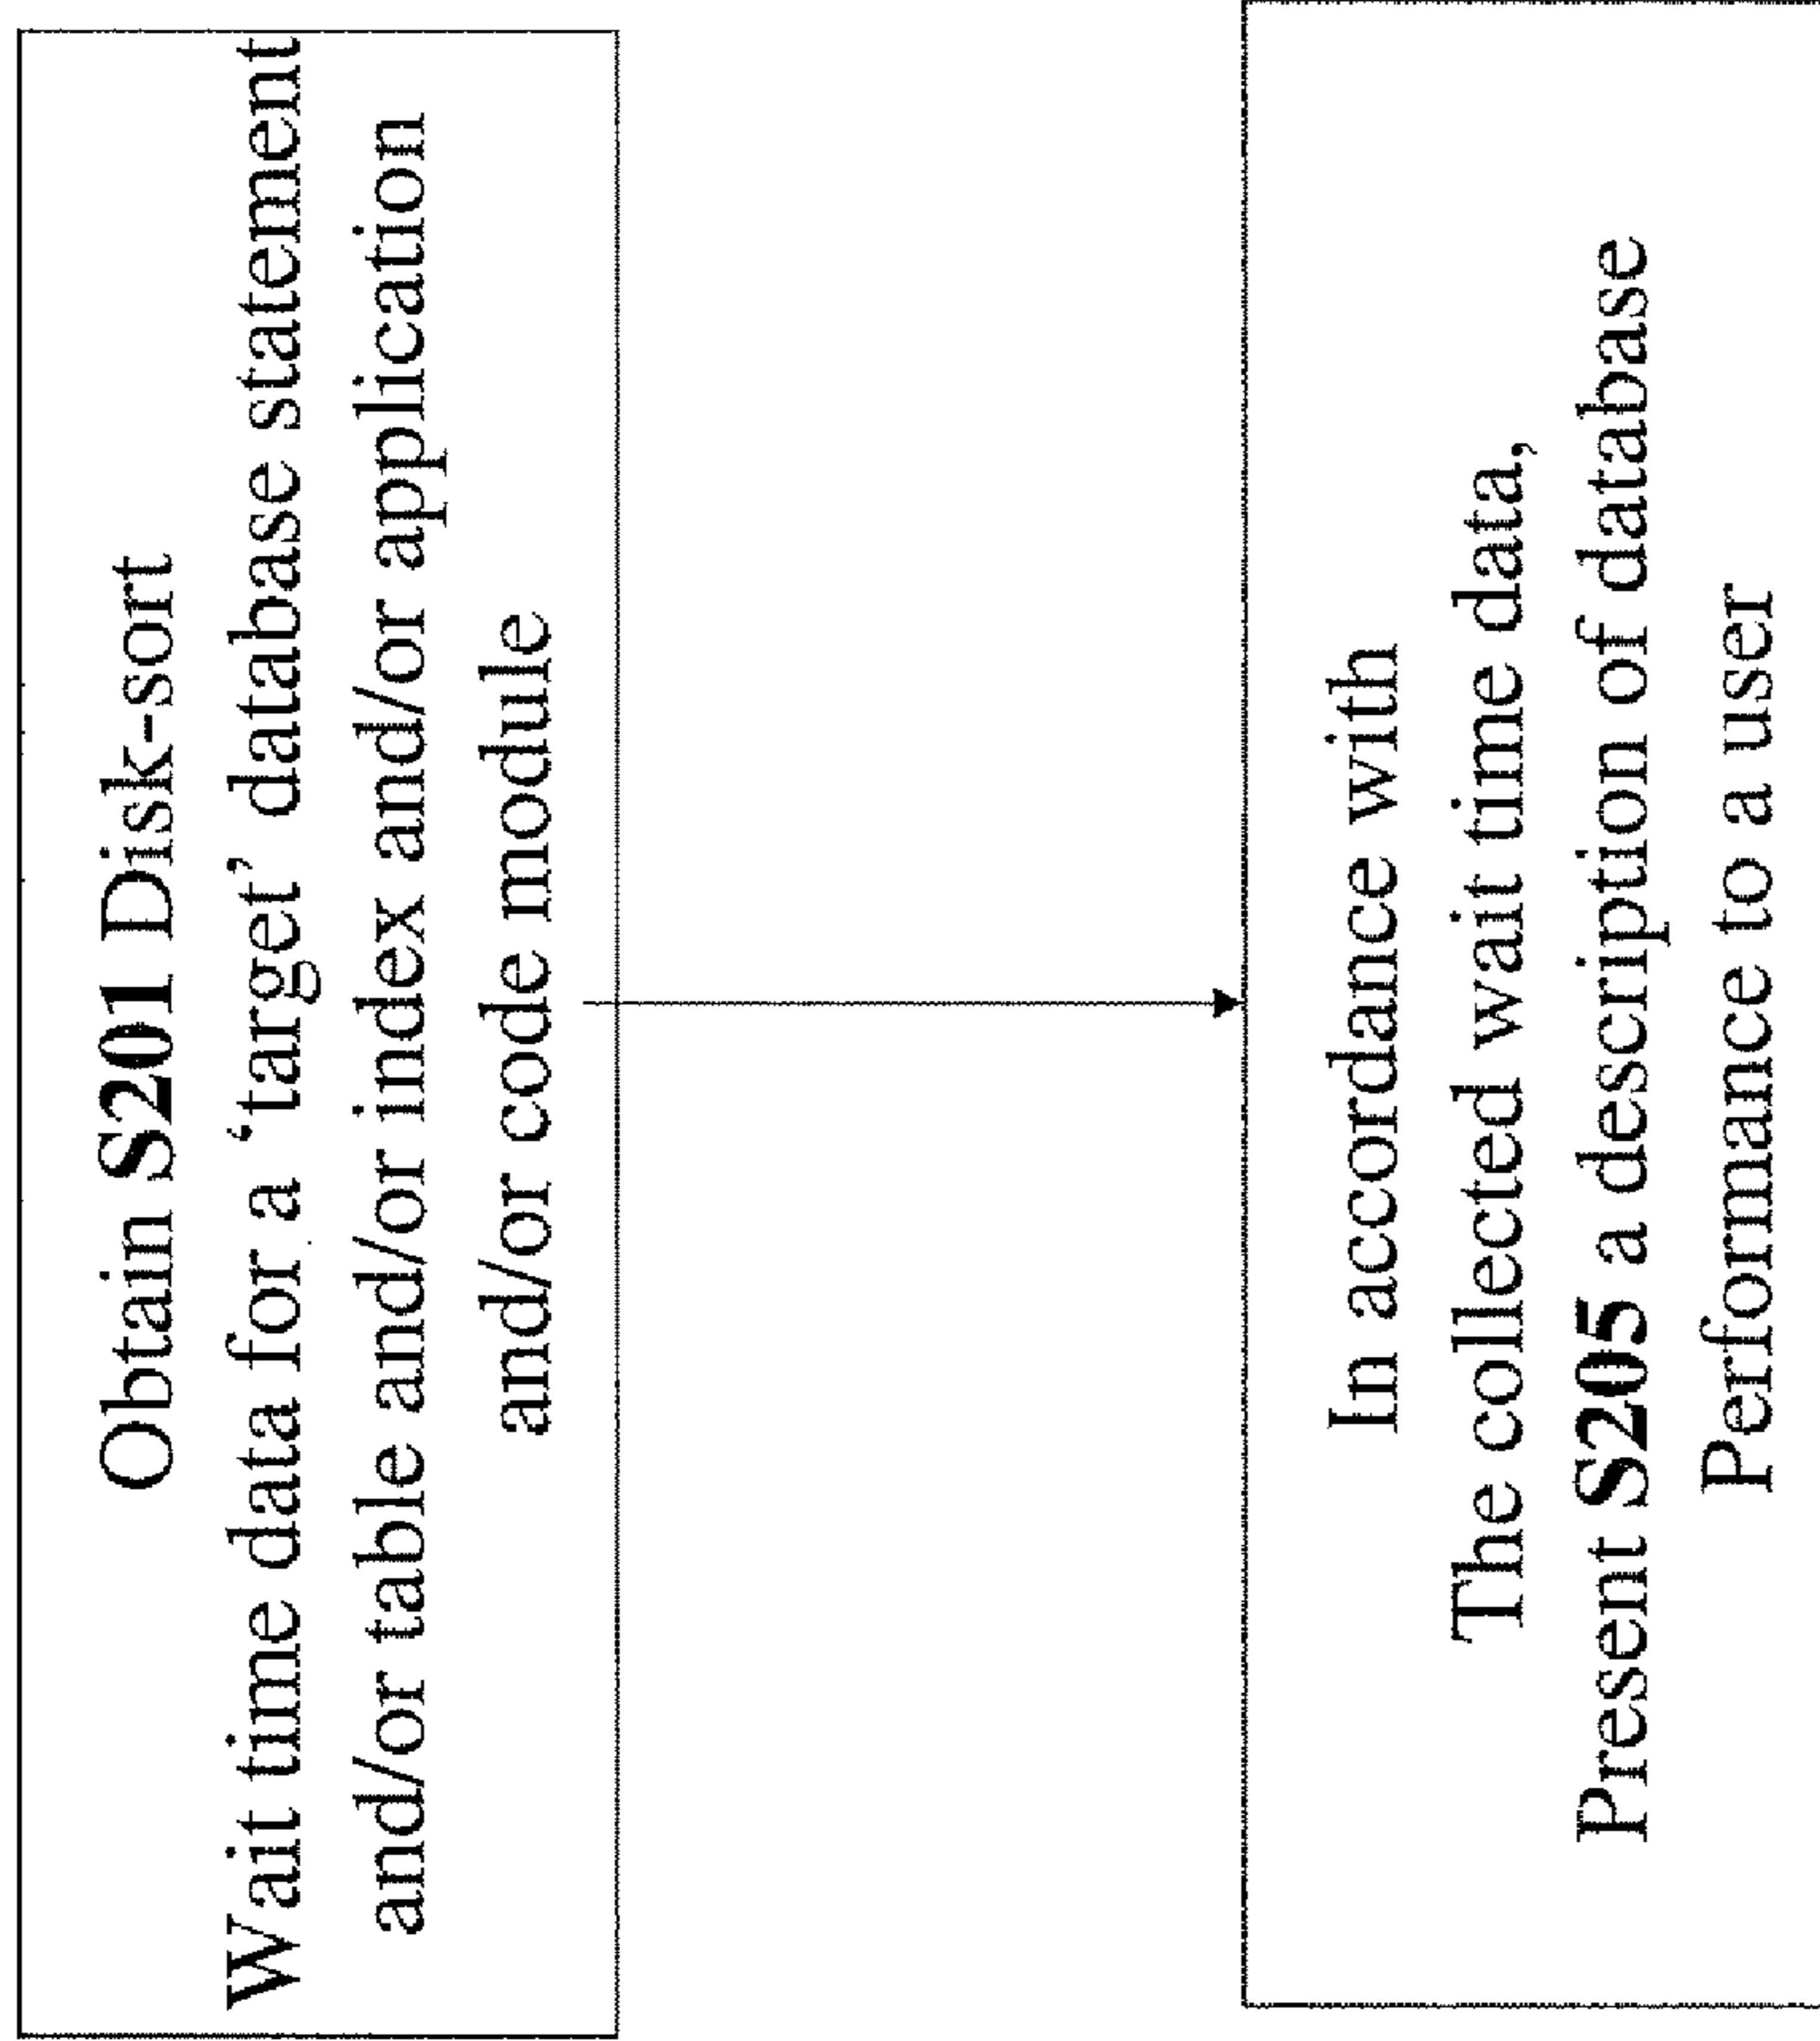 Obtain S201 Disk-sort
Wait time data for a ‘target’ database statement
and/or table and/or index and/or application
and/or code module
In accordance with
The collected wait time data,
Present S205 a description of database
Performance to a user